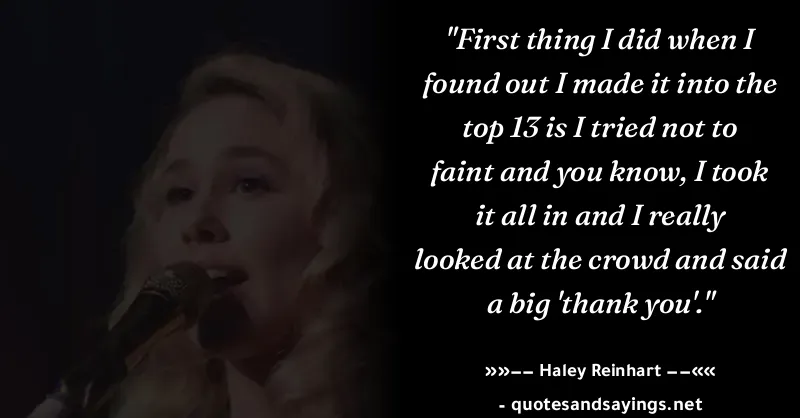 "First thing I did when I
found out I made it into the
top 13 is I tried not to
faint and you know, I took
it all in and I really
looked at the crowd and said
a big 'thank you'."
»»−− Haley Reinhart −−««
- quotesandsayings.net